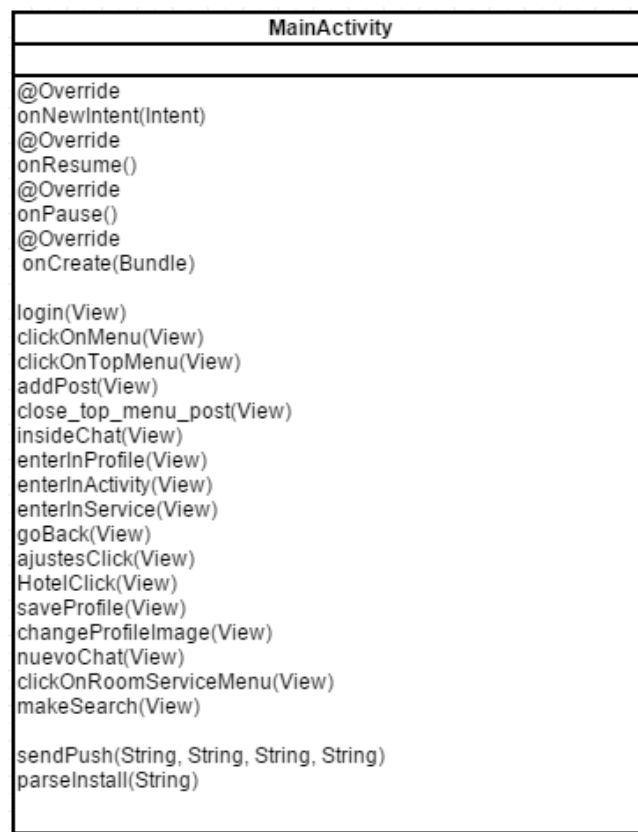 MainActivity
@Override
onNewIntent(Intent)
@Override
onResume()
@Override
onPause()
@Override
onCreate(Bundle)
login(View)
clickOnMenu(View)
clickOnTopMenu(View)
addPost(View)
close_top_menu_post(View)
insideChat(View)
enterInProfile(View)
enterInActivity(View)
enterInService(View)
goBack(View)
ajustesClick(View)
HotelClick(View)
saveProfile(View)
changeProfileImage(View)
nuevoChat(View)
clickOnRoomServiceMenu(View)
makeSearch(View)
sendPush(String, String, String, String)
parseInstall(String)